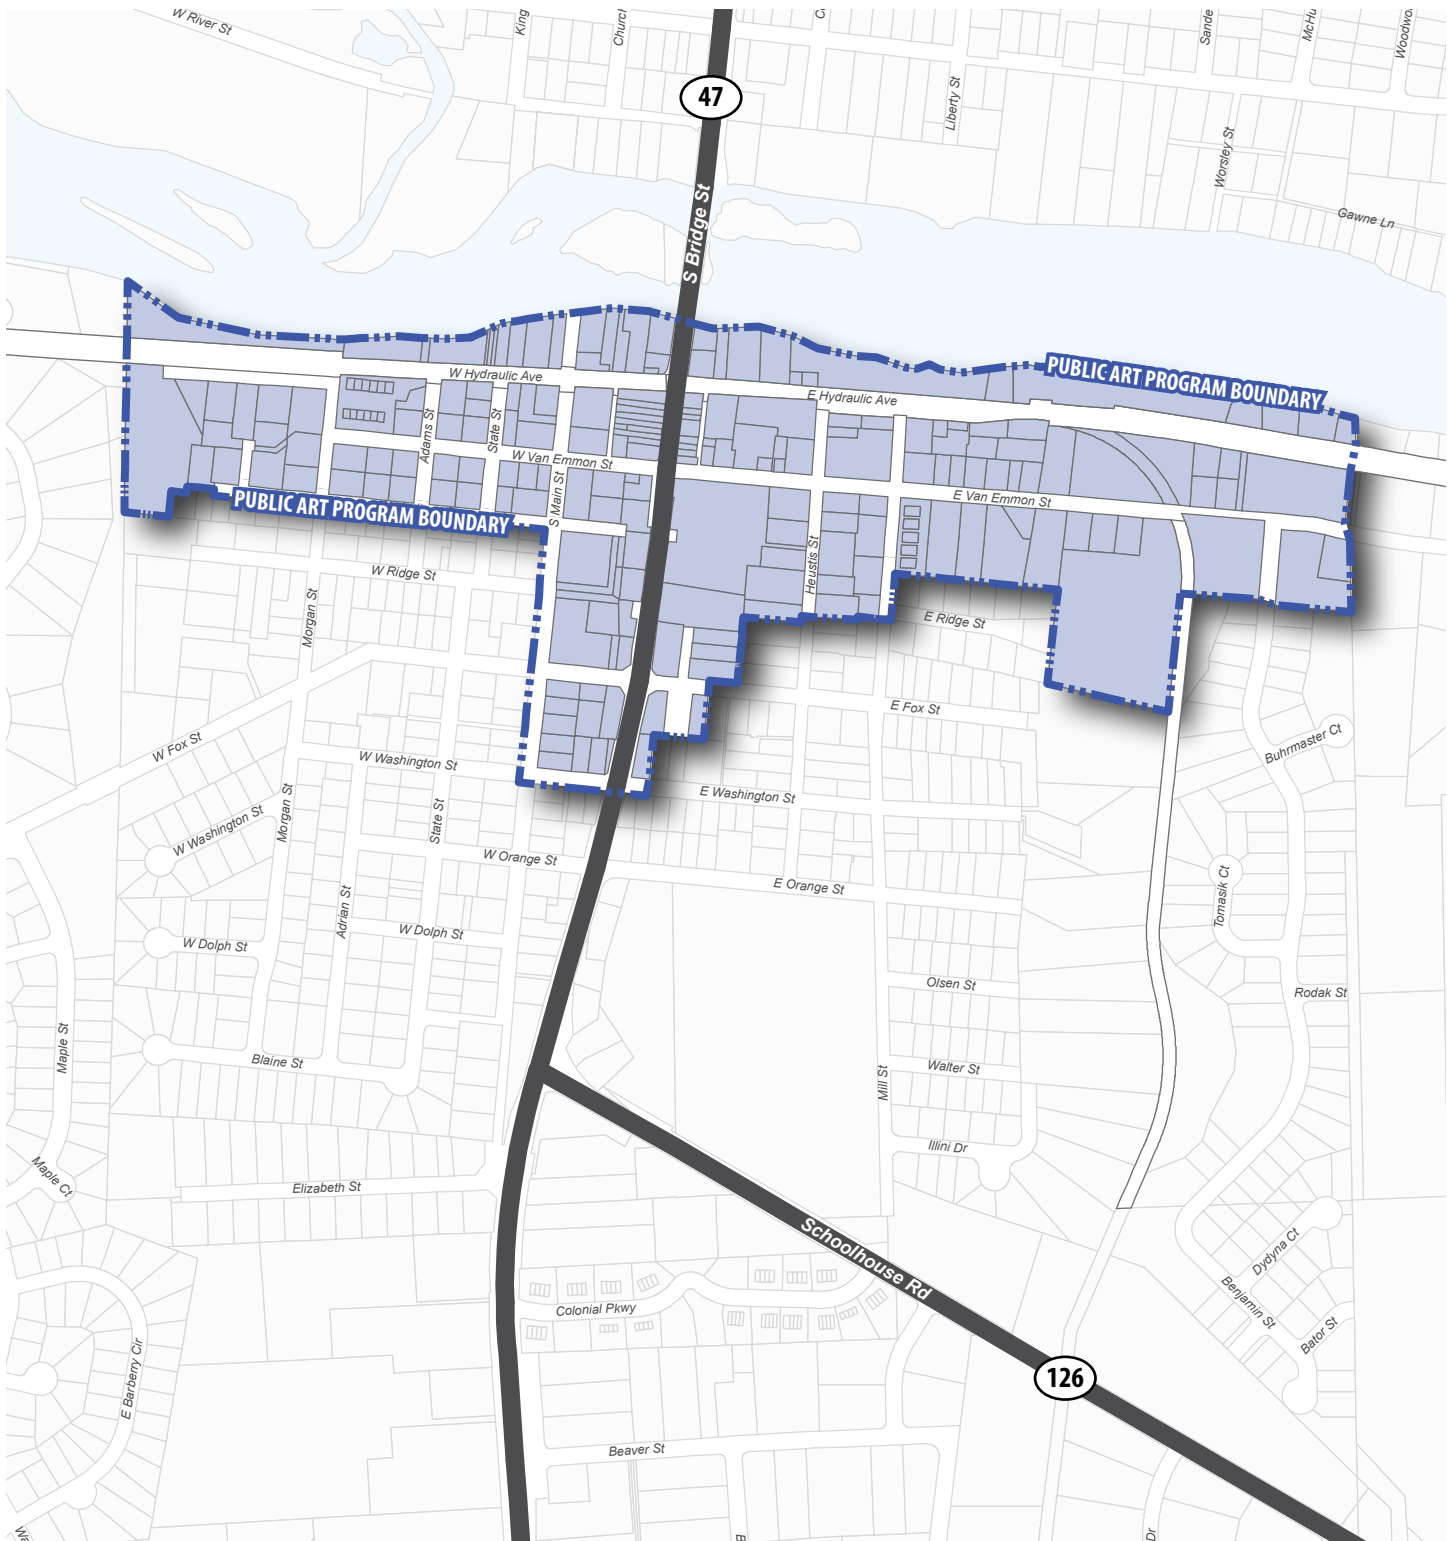 W River St
King
Church
Sande
McHu
Woodwo
47
Liberty St
Worsley St
Gawne Ln
S Bridge St
PUBLIC ART PROGRAM BOUNDARY
W Hydraulic Ave
E Hydraulic Ave
Adams St
State St
W Van Emmon St
S Main St
E Van Emmon St
PUBLIC ART PROGRAM BOUNDARY
Heustis St
W Ridge St
Morgan St
E Ridge St
W Fox St
E Fox St
Buhrmaster Ct
W Washington St
E Washington St
Morgan St
State St
W Washington St
W Orange St
E Orange St
Tomasik Ct
Adrian St
W Dolph St
W Dolph St
Olsen St
Rodak St
Maple St
Blaine St
Walter St
Mill St
Illini Dr
Maple Ct
Elizabeth St
Schoolhouse Rd
Dydyna Ct
Benjamin St
Colonial Pkwy
Bator St
E Barberry Cir
126
Beaver St
Dr